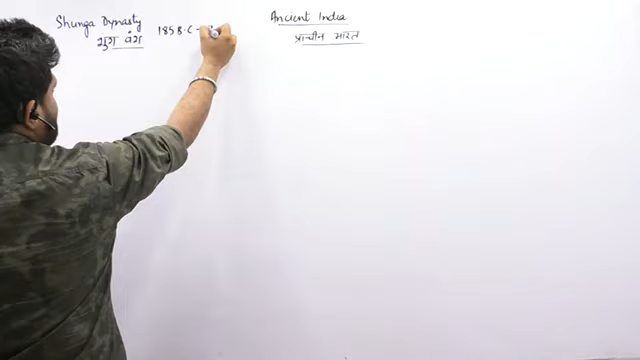 Shunga Dynasty
शुंग वंश
185 B.C -
Ancient India
प्राचीन भारत